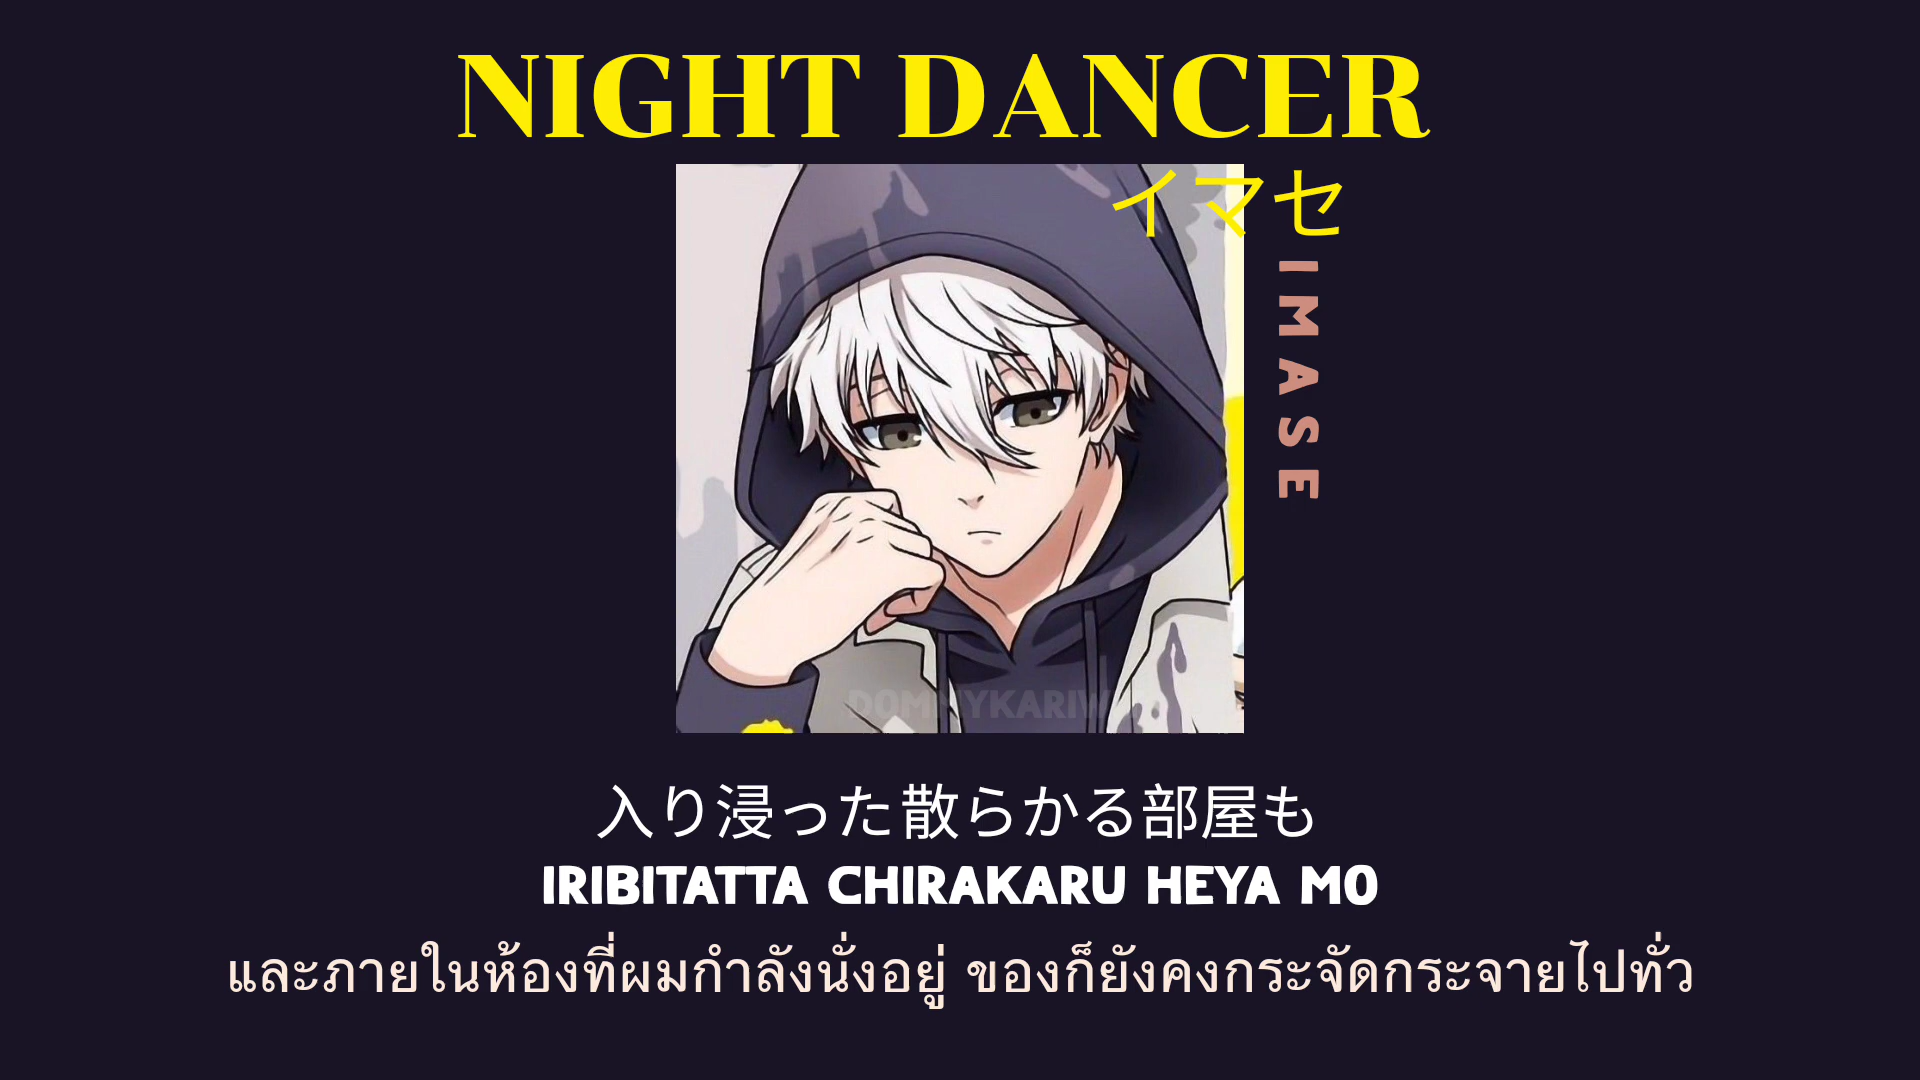 NIGHT DANCER
イマセ
IMASE
入り浸った散らかる部屋も
IRIBITATTA CHIRAKARU HEYA MO
และภายในห้องที่ผมกำลังนั่งอยู่ ของก็ยังคงกระจัดกระจายไปทั่ว